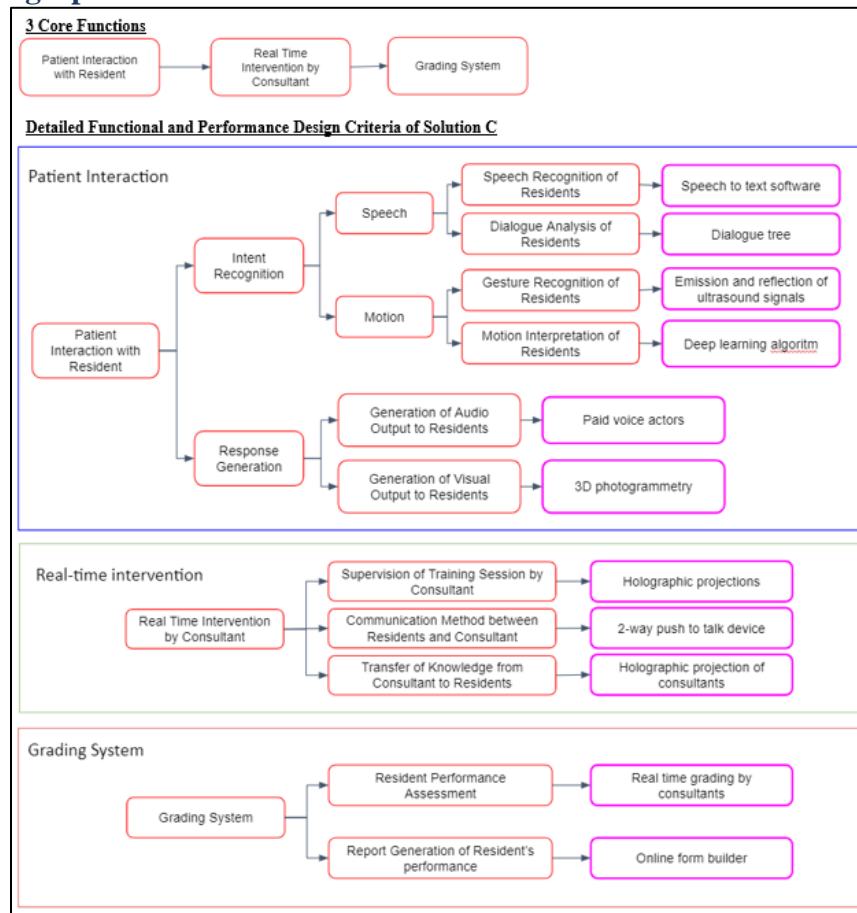 3 Core Functions
Patient Interaction
with Resident
Real Time
Intervention by
Consultant
Grading System
Detailed Functional and Performance Design Criteria of Solution C
Patient Interaction
Patient
Interaction with
Resident
Intent
Recognition
Speech
Speech Recognition of
Residents
Speech to text software
Dialogue Analysis of
Residents
Dialogue tree
Motion
Gesture Recognition of
Residents
Emission and reflection of
ultrasound signals
Motion Interpretation of
Residents
Deep learning algoritm
Response
Generation
Generation of Audio
Output to Residents
Paid voice actors
Generation of Visual
Output to Residents
3D photogrammetry
Real-time intervention
Real Time Intervention
by Consultant
Supervision of Training Session by
Consultant
Holographic projections
Communication Method between
Residents and Consultant
2-way push to talk device
Transfer of Knowledge from
Consultant to Residents
Holographic projection of
consultants
Grading System
Grading System
Resident Performance
Assessment
Real time grading by
consultants
Report Generation of Resident's
performance
Online form builder